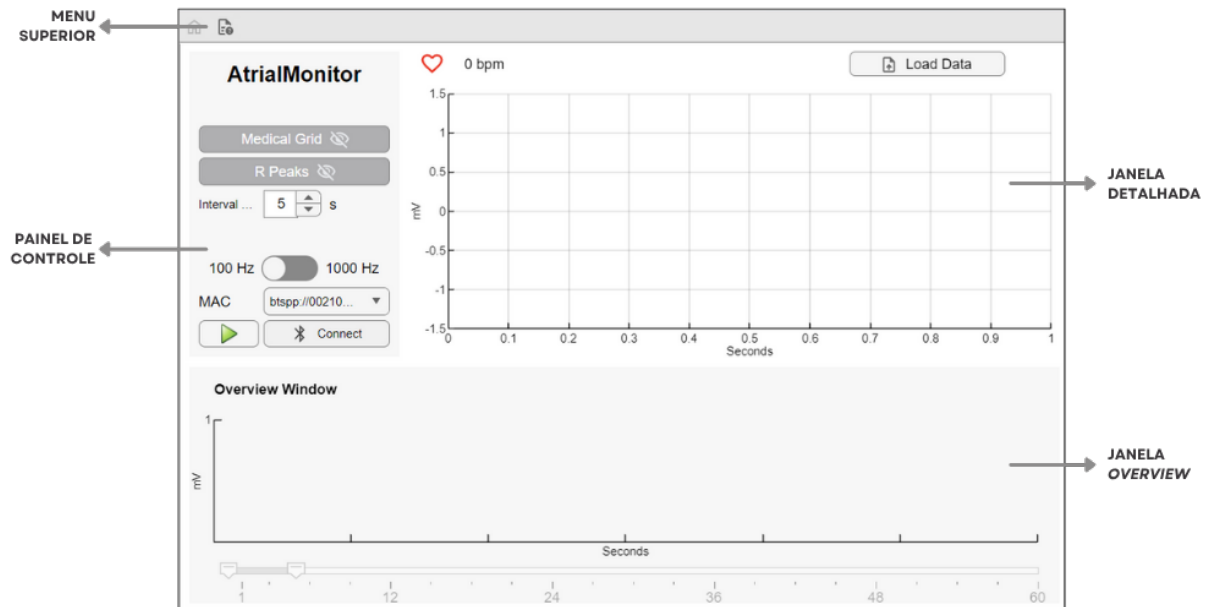 MENU
SUPERIOR
AtrialMonitor
0 bpm
Load Data
Medical Grid
R Peaks
Interval ...
5
s
100 Hz
1000 Hz
MAC
btspp://00210...
Connect
PAINEL DE
CONTROLE
1.5
1
0.5
0
-0.5
-1
-1.5
mV
0
0.1
0.2
0.3
0.4
0.5
0.6
0.7
0.8
0.9
1
Seconds
JANELA
DETALHADA
Overview Window
1
mV
Seconds
1
12
24
36
48
60
JANELA
OVERVIEW